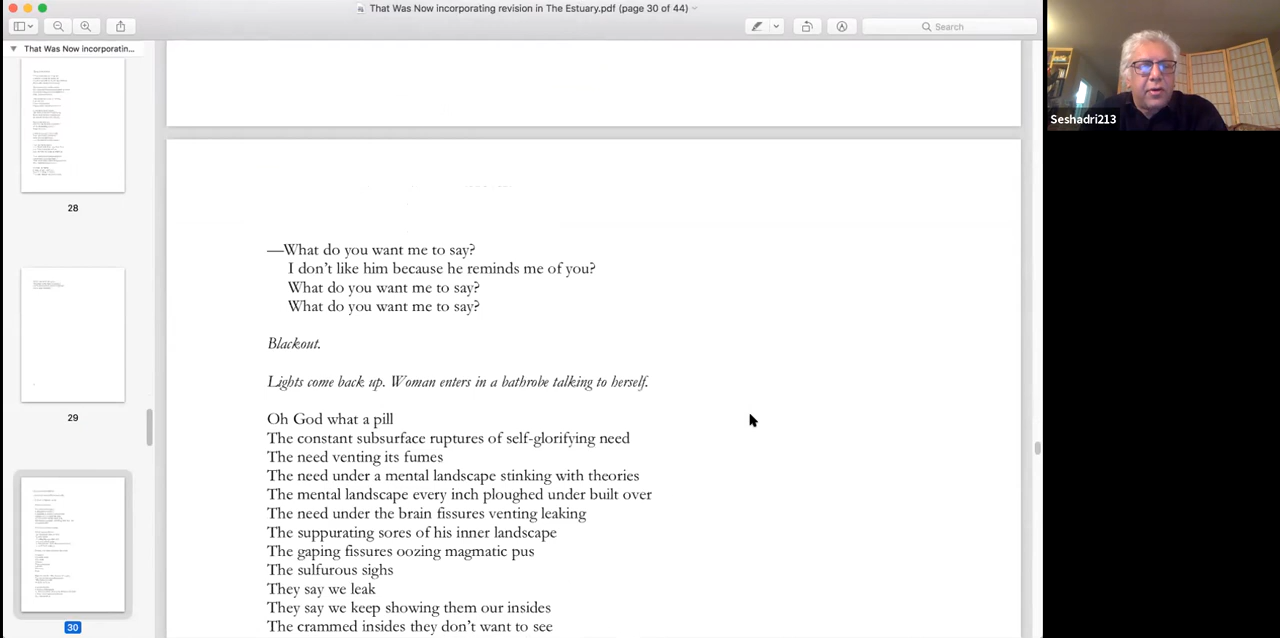 That Was Now incorporating revision in The Estuary.pdf (page 30 of 44)
Search
That Was Now incorporatin...
28
29
30
—What do you want me to say?
I don't like him because he reminds me of you?
What do you want me to say?
What do you want me to say?
Blackout.
Lights come back up. Woman enters in a bathrobe talking to herself.
Oh God what a pill
The constant subsurface ruptures of self-glorifying need
The need venting its fumes
The need under a mental landscape stinking with theories
The mental landscape every inch ploughed under built over
The need under the brain fissures venting leaking
The suppurating sores of his inner landscape
The gaping fissures oozing magmatic pus
The sulfurous sighs
They say we leak
They say we keep showing them our insides
The crammed insides they don't want to see
Seshadri213